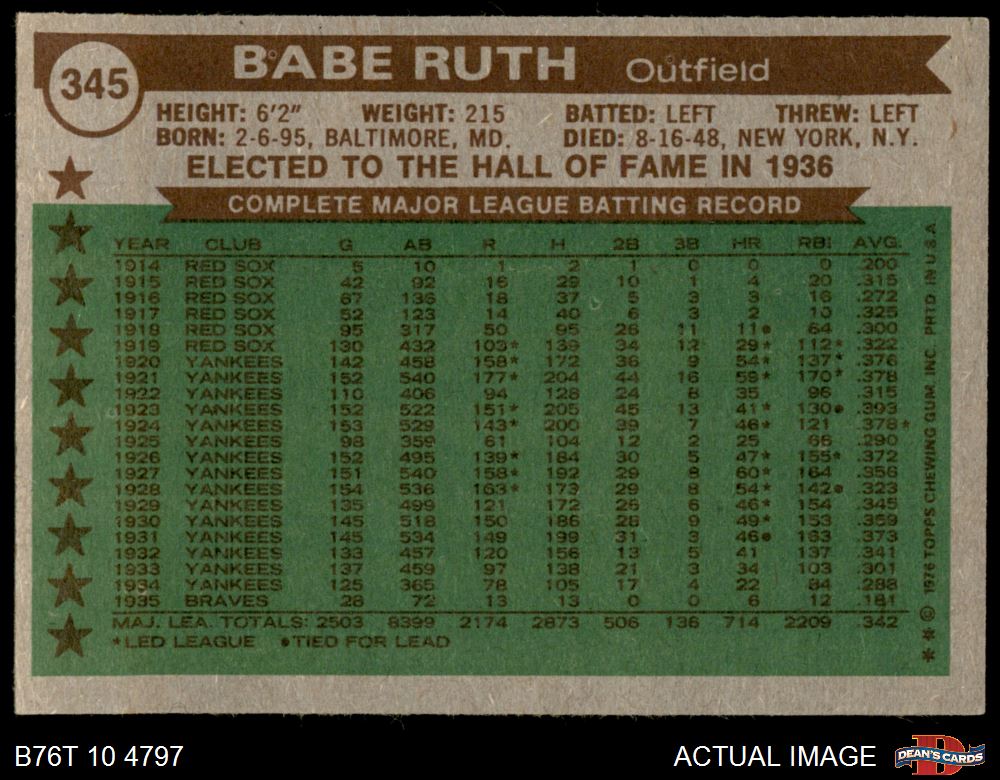 345
BABE RUTH Outfield
HEIGHT: 6'2" WEIGHT: 215 BATTED: LEFT THREW: LEFT
BORN: 2-6-95, BALTIMORE, MD. DIED: 8-16-48, NEW YORK, N.Y.
ELECTED TO THE HALL OF FAME IN 1936
COMPLETE MAJOR LEAGUE BATTING RECORD
YEAR CLUB G AB R H 2B 3B HR RBI AVG.
1914 RED SOX 5 10 1 2 1 0 0 0 .200
1915 RED SOX 42 92 16 29 10 1 4 20 .315
1916 RED SOX 67 136 18 37 5 3 3 16 .272
1917 RED SOX 52 123 14 40 6 3 2 10 .325
1918 RED SOX 95 317 50 95 26 11 11● 64 .300
1919 RED SOX 130 432 103* 139 34 12 29* 112* .322
1920 YANKEES 142 458 158* 172 36 9 54* 137* .376
1921 YANKEES 152 540 177* 204 44 16 59* 170* .378
1922 YANKEES 110 406 94 128 24 8 35 96 .315
1923 YANKEES 152 522 151* 205 45 13 41* 130● .393
1924 YANKEES 153 529 143* 200 39 7 46* 121 .378*
1925 YANKEES 98 359 61 104 12 2 25 66 .290
1926 YANKEES 152 495 139* 184 30 5 47* 155* .372
1927 YANKEES 151 540 158* 192 29 8 60* 164 .356
1928 YANKEES 154 536 163* 173 29 8 54* 142● .323
1929 YANKEES 135 499 121 172 26 6 46* 154 .345
1930 YANKEES 145 518 150 186 28 9 49* 153 .359
1931 YANKEES 145 534 149 199 31 3 46● 163 .373
1932 YANKEES 133 457 120 156 13 5 41 137 .341
1933 YANKEES 137 459 97 138 21 3 34 103 .301
1934 YANKEES 125 365 78 105 17 4 22 84 .288
1935 BRAVES 28 72 13 13 0 0 6 12 .181
MAJ. LEA. TOTALS: 2503 8399 2174 2873 506 136 714 2209 .342
*LED LEAGUE ●TIED FOR LEAD
** © 1976 TOPPS CHEWING GUM, INC. PRTD IN U.S.A.
B76T 10 4797
ACTUAL IMAGE
DEAN'S CARDS